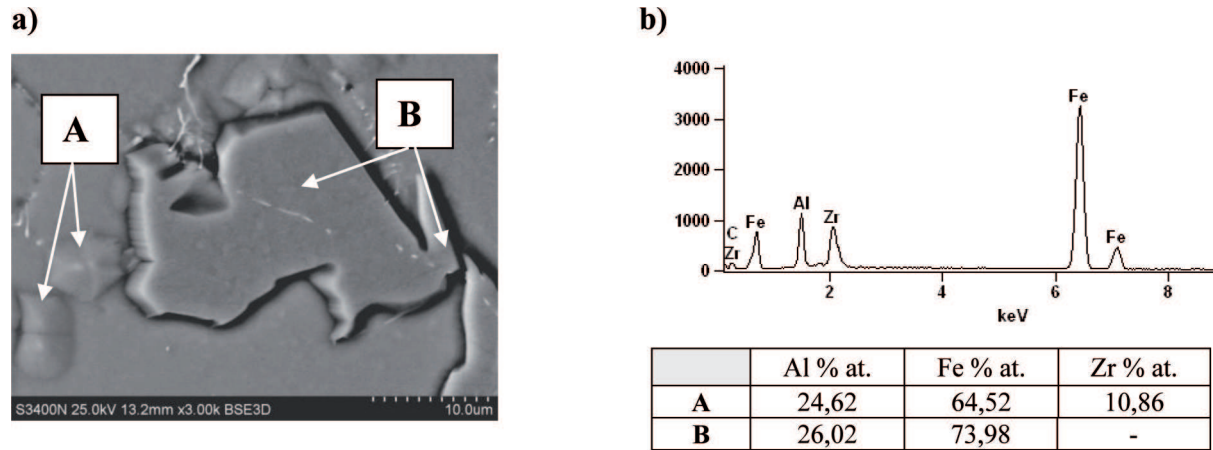 a)
b)
A
B
S3400N 25.0kV 13.2mm x3.00k BSE3D
10.0um
4000
3000
2000
1000
0
C
Zr
Fe
Al
Zr
Fe
Fe
2
4
6
8
keV
Al % at. Fe % at. Zr % at.
A 24,62 64,52 10,86
B 26,02 73,98 -